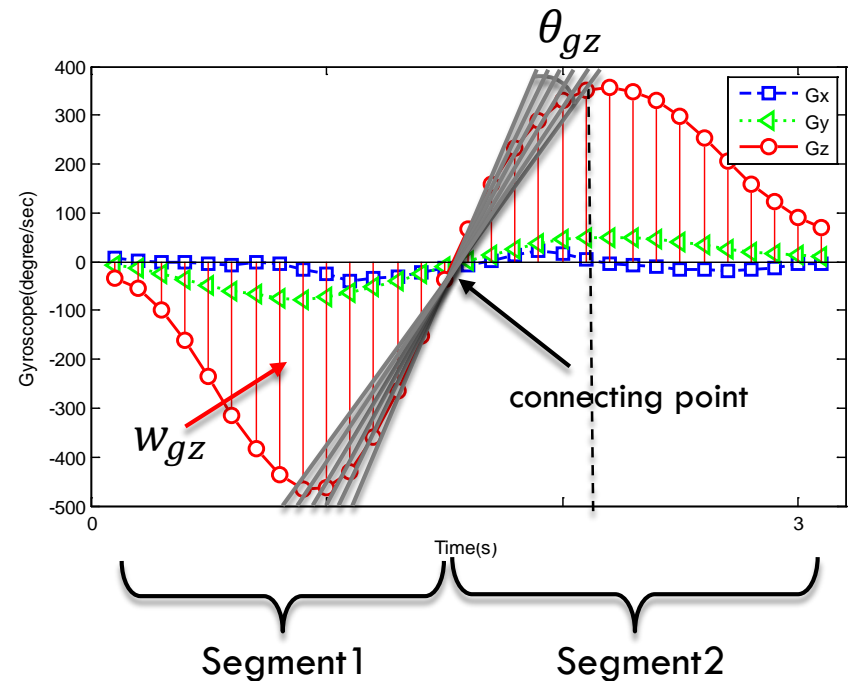 θgz
400
300
200
100
0
-100
-200
-300
-400
-500
Gyroscope(degree/sec)
Gx
Gy
Gz
wgz
connecting point
0
3
Time(s)
Segment1
Segment2